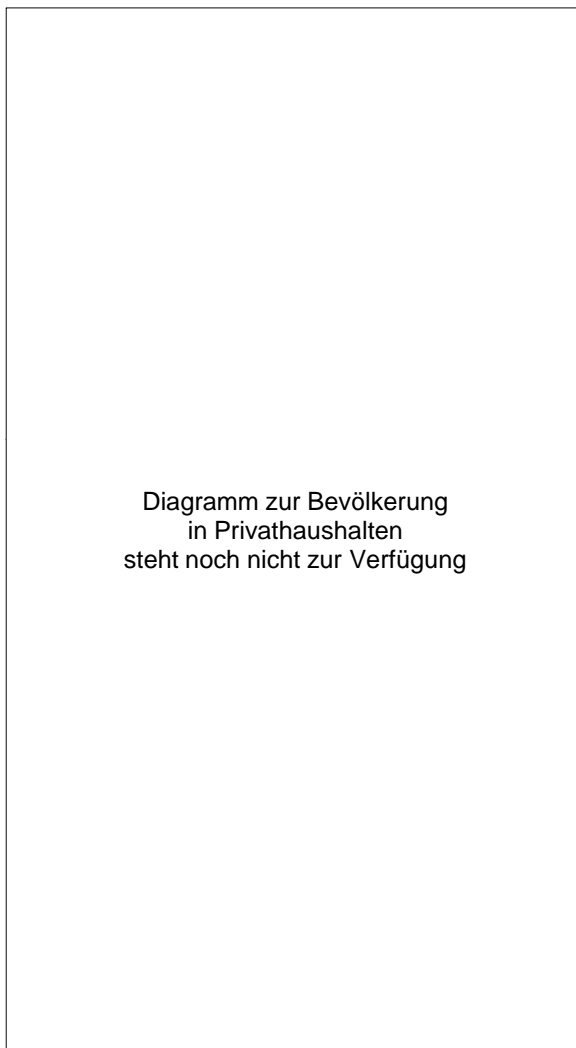 Diagramm zur Bevölkerung
in Privathaushalten
steht noch nicht zur Verfügung